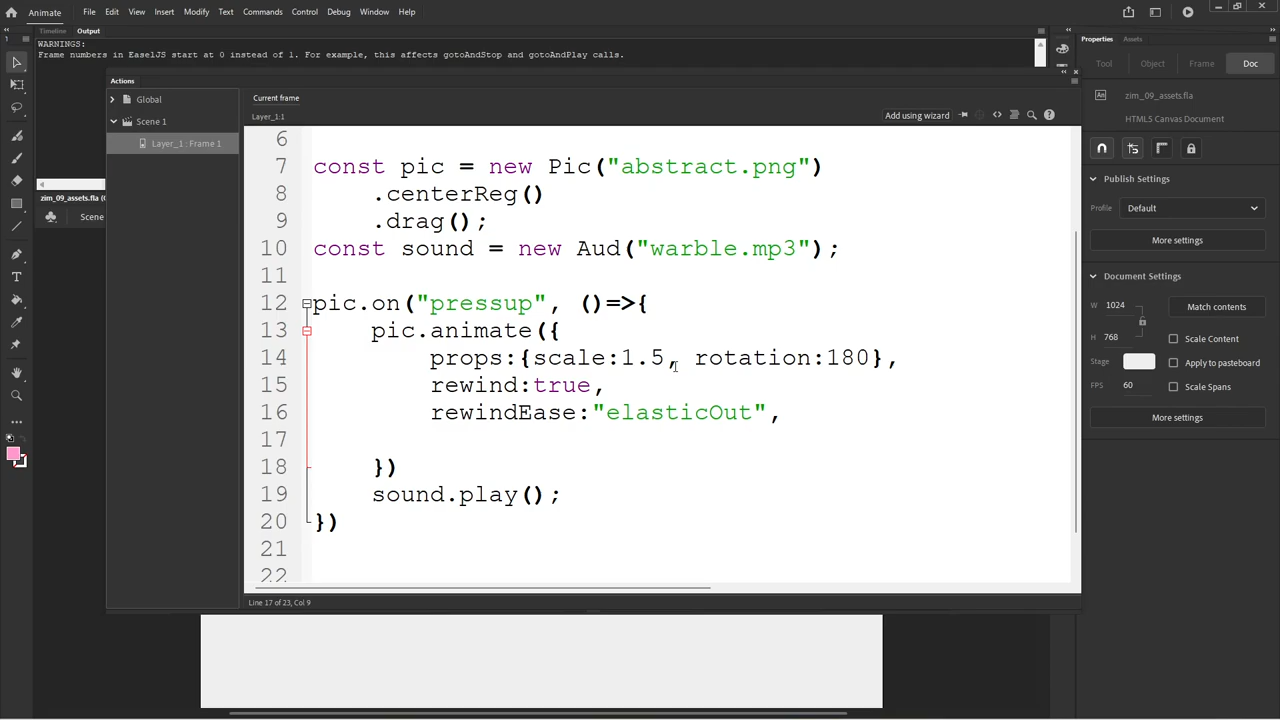 Animate File Edit View Insert Modify Text Commands Control Debug Window Help
Timeline Output
WARNINGS:
Frame numbers in EaselJS start at 0 instead of 1. For example, this affects gotoAndStop and gotoAndPlay calls.
Actions
Global
Scene 1
Layer_1 : Frame 1
zim_09_assets.fla (
Scene
Current frame
Layer_1:1
Add using wizard
6
7 const pic = new Pic("abstract.png")
8 .centerReg()
9 .drag();
10 const sound = new Aud("warble.mp3");
11
12 pic.on("pressup", ()=>{
13 pic.animate({
14 props:{scale:1.5, rotation:180},
15 rewind:true,
16 rewindEase:"elasticOut",
17
18 })
19 sound.play();
20 })
21
22
Line 17 of 23, Col 9
Properties Assets
Tool Object Frame Doc
zim_09_assets.fla
HTML5 Canvas Document
Publish Settings
Profile Default
More settings
Document Settings
W 1024 Match contents
H 768 Scale Content
Stage Apply to pasteboard
FPS 60 Scale Spans
More settings